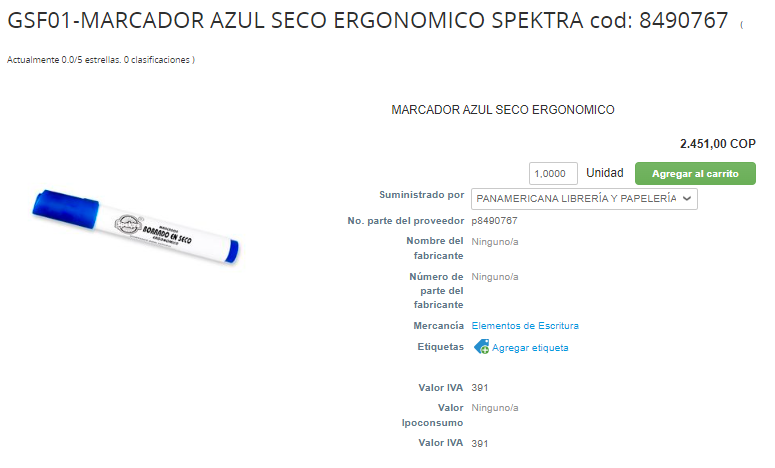 GSF01-MARCADOR AZUL SECO ERGONOMICO SPEKTRA cod: 8490767 (
Actualmente 0.0/5 estrellas. 0 clasificaciones )
MARCADOR AZUL SECO ERGONOMICO
2.451,00 COP
1,0000 Unidad Agregar al carrito
Suministrado por PANAMERICANA LIBRERÍA Y PAPELERÍA
No. parte del proveedor p8490767
Nombre del Ninguno/a
fabricante
Número de Ninguno/a
parte del
fabricante
Mercancía Elementos de Escritura
Etiquetas Agregar etiqueta
BORRADO EN SECO
ERGONOMICO
Valor IVA 391
Valor Ninguno/a
Ipoconsumo
Valor IVA 391